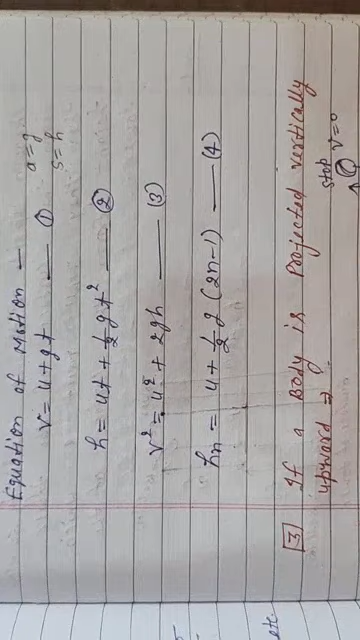 Equation of Motion — a=g
v = u+gt — ① s=h
h = ut + 1/2 gt² — ②
v² = u² + 2gh — (3)
hn = u + 1/2 g (2n-1) — (4)
[3] If a Body is Projected vertically
upward ⇒ stop v=0
etc.